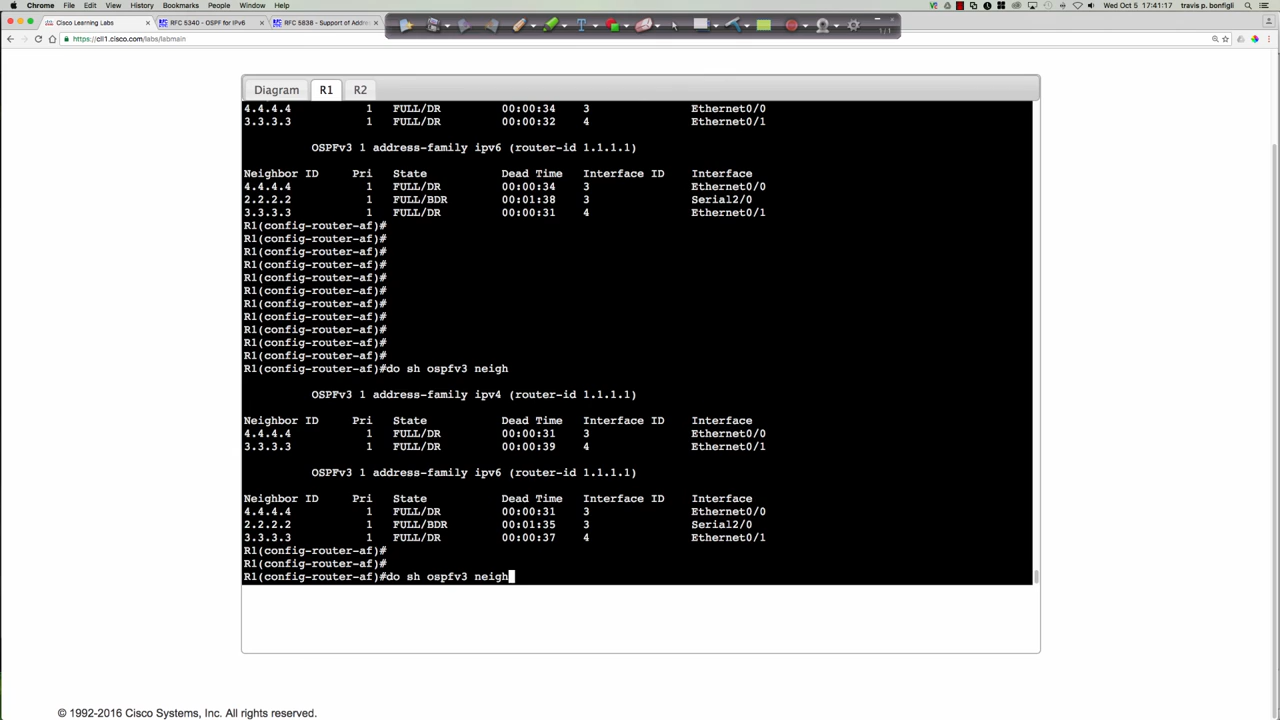 Chrome File Edit View History Bookmarks People Window Help
Wed Oct 5 17:41:17 travis p. bonfigli
Cisco Learning Labs
RFC 5340 - OSPF for IPv6
RFC 5838 - Support of Addre
https://cll1.cisco.com/labs/labmain
Diagram R1 R2
4.4.4.4 1 FULL/DR 00:00:34 3 Ethernet0/0
3.3.3.3 1 FULL/DR 00:00:32 4 Ethernet0/1
OSPFv3 1 address-family ipv6 (router-id 1.1.1.1)
Neighbor ID Pri State Dead Time Interface ID Interface
4.4.4.4 1 FULL/DR 00:00:34 3 Ethernet0/0
2.2.2.2 1 FULL/BDR 00:01:38 3 Serial2/0
3.3.3.3 1 FULL/DR 00:00:31 4 Ethernet0/1
R1(config-router-af)#
R1(config-router-af)#
R1(config-router-af)#
R1(config-router-af)#
R1(config-router-af)#
R1(config-router-af)#
R1(config-router-af)#
R1(config-router-af)#
R1(config-router-af)#
R1(config-router-af)#
R1(config-router-af)#
R1(config-router-af)#do sh ospfv3 neigh
OSPFv3 1 address-family ipv4 (router-id 1.1.1.1)
Neighbor ID Pri State Dead Time Interface ID Interface
4.4.4.4 1 FULL/DR 00:00:31 3 Ethernet0/0
3.3.3.3 1 FULL/DR 00:00:39 4 Ethernet0/1
OSPFv3 1 address-family ipv6 (router-id 1.1.1.1)
Neighbor ID Pri State Dead Time Interface ID Interface
4.4.4.4 1 FULL/DR 00:00:31 3 Ethernet0/0
2.2.2.2 1 FULL/BDR 00:01:35 3 Serial2/0
3.3.3.3 1 FULL/DR 00:00:37 4 Ethernet0/1
R1(config-router-af)#
R1(config-router-af)#
R1(config-router-af)#do sh ospfv3 neigh
© 1992-2016 Cisco Systems, Inc. All rights reserved.